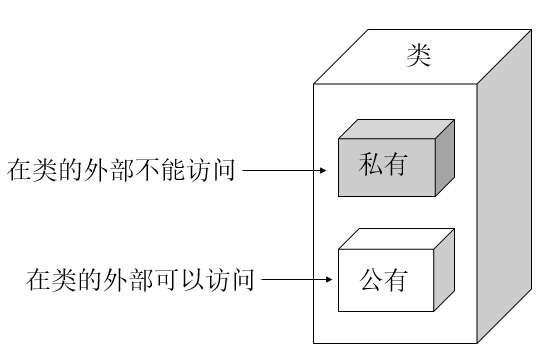 类
在类的外部不能访问
私有
在类的外部可以访问
公有